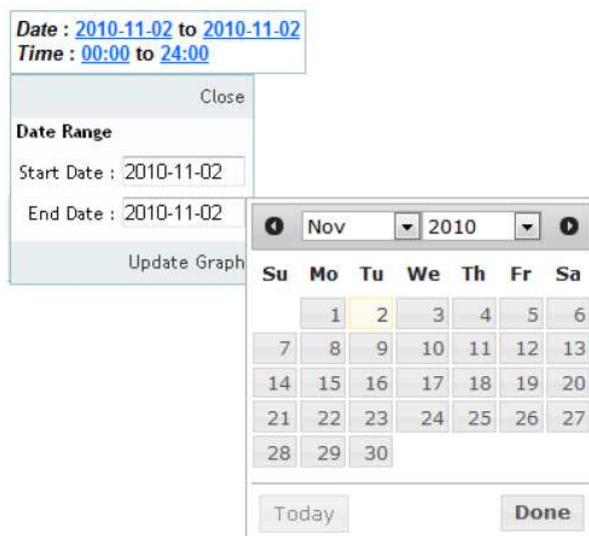 Date : 2010-11-02 to 2010-11-02
Time : 00:00 to 24:00
Close
Date Range
Start Date : 2010-11-02
End Date : 2010-11-02
Update Graph
Nov 2010
Su Mo Tu We Th Fr Sa
1 2 3 4 5 6
7 8 9 10 11 12 13
14 15 16 17 18 19 20
21 22 23 24 25 26 27
28 29 30
Today Done